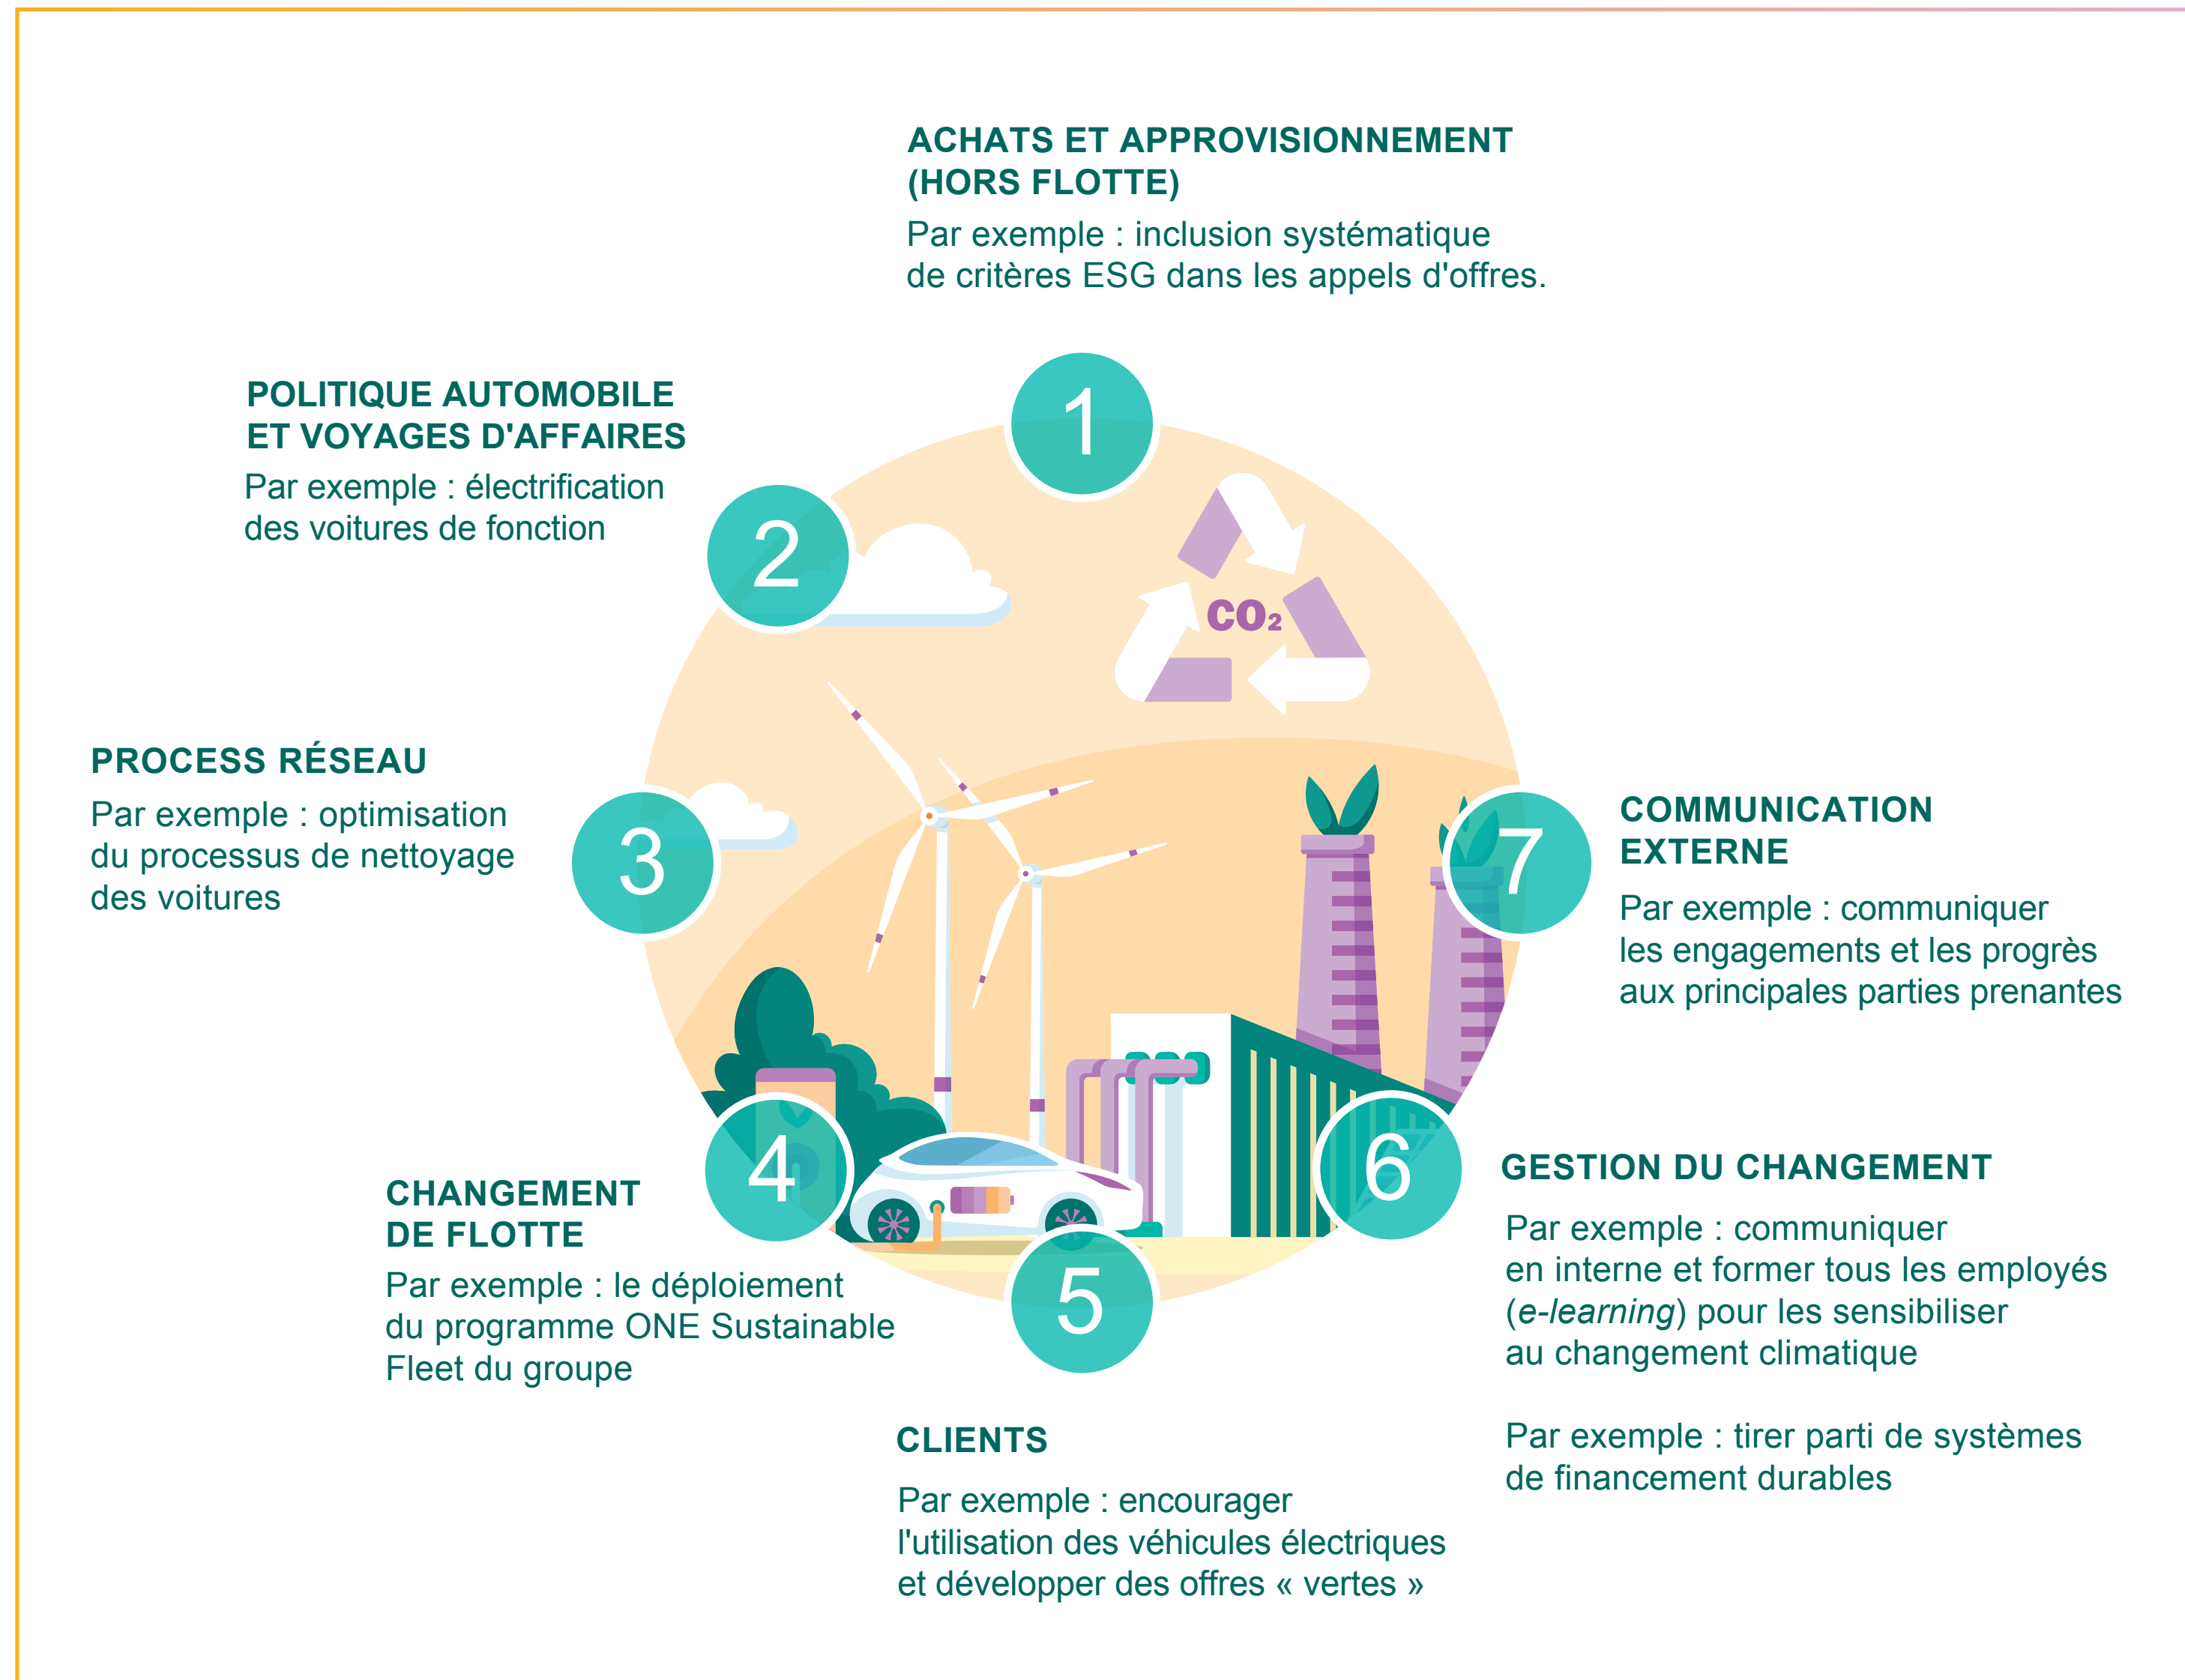 ACHATS ET APPROVISIONNEMENT
(HORS FLOTTE)
Par exemple : inclusion systématique
de critères ESG dans les appels d'offres.
1
POLITIQUE AUTOMOBILE
ET VOYAGES D'AFFAIRES
Par exemple : électrification
des voitures de fonction
2
CO₂
PROCESS RÉSEAU
Par exemple : optimisation
du processus de nettoyage
des voitures
3
7
COMMUNICATION
EXTERNE
Par exemple : communiquer
les engagements et les progrès
aux principales parties prenantes
4
CHANGEMENT
DE FLOTTE
Par exemple : le déploiement
du programme ONE Sustainable
Fleet du groupe
6
GESTION DU CHANGEMENT
Par exemple : communiquer
en interne et former tous les employés
(e-learning) pour les sensibiliser
au changement climatique
Par exemple : tirer parti de systèmes
de financement durables
5
CLIENTS
Par exemple : encourager
l'utilisation des véhicules électriques
et développer des offres « vertes »